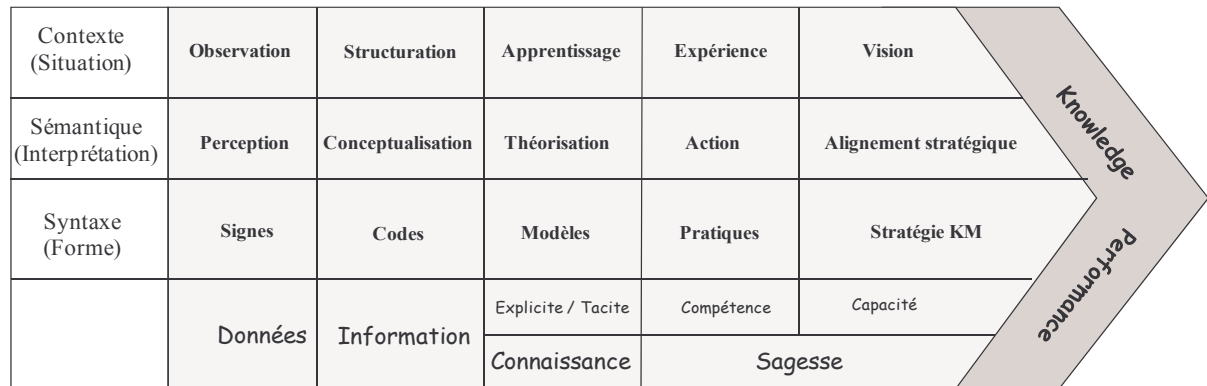 Contexte
(Situation)
Observation
Structuration
Apprentissage
Expérience
Vision
Sémantique
(Interprétation)
Perception
Conceptualisation
Théorisation
Action
Alignement stratégique
Syntaxe
(Forme)
Signes
Codes
Modèles
Pratiques
Stratégie KM
Données
Information
Explicite / Tacite
Compétence
Capacité
Connaissance
Sagesse
Knowledge
Performance